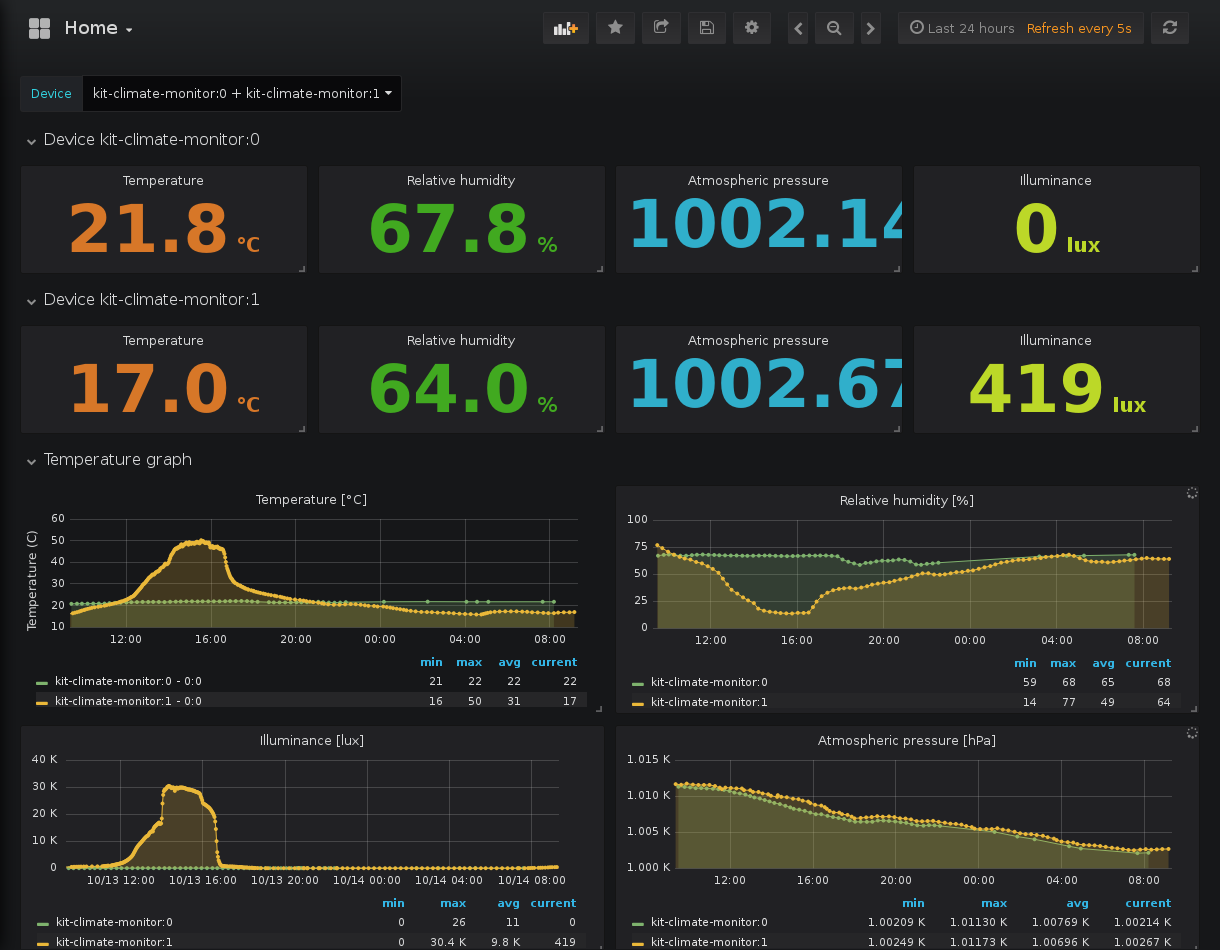 Home
Last 24 hours Refresh every 5s
Device kit-climate-monitor:0 + kit-climate-monitor:1
Device kit-climate-monitor:0
Temperature Relative humidity Atmospheric pressure Illuminance
21.8 °C 67.8 % 1002.14 0 lux
Device kit-climate-monitor:1
Temperature Relative humidity Atmospheric pressure Illuminance
17.0 °C 64.0 % 1002.67 419 lux
Temperature graph
Temperature [°C]
Temperature (C)
60
50
40
30
20
10
12:00 16:00 20:00 00:00 04:00 08:00
min max avg current
kit-climate-monitor:0 - 0:0 21 22 22 22
kit-climate-monitor:1 - 0:0 16 50 31 17
Relative humidity [%]
100
75
50
25
0
12:00 16:00 20:00 00:00 04:00 08:00
min max avg current
kit-climate-monitor:0 59 68 65 68
kit-climate-monitor:1 14 77 49 64
Illuminance [lux]
40 K
30 K
20 K
10 K
0
10/13 12:00 10/13 16:00 10/13 20:00 10/14 00:00 10/14 04:00 10/14 08:00
min max avg current
kit-climate-monitor:0 0 26 11 0
kit-climate-monitor:1 0 30.4 K 9.8 K 419
Atmospheric pressure [hPa]
1.015 K
1.010 K
1.005 K
1.000 K
12:00 16:00 20:00 00:00 04:00 08:00
min max avg current
kit-climate-monitor:0 1.00209 K 1.01130 K 1.00769 K 1.00214 K
kit-climate-monitor:1 1.00249 K 1.01173 K 1.00696 K 1.00267 K